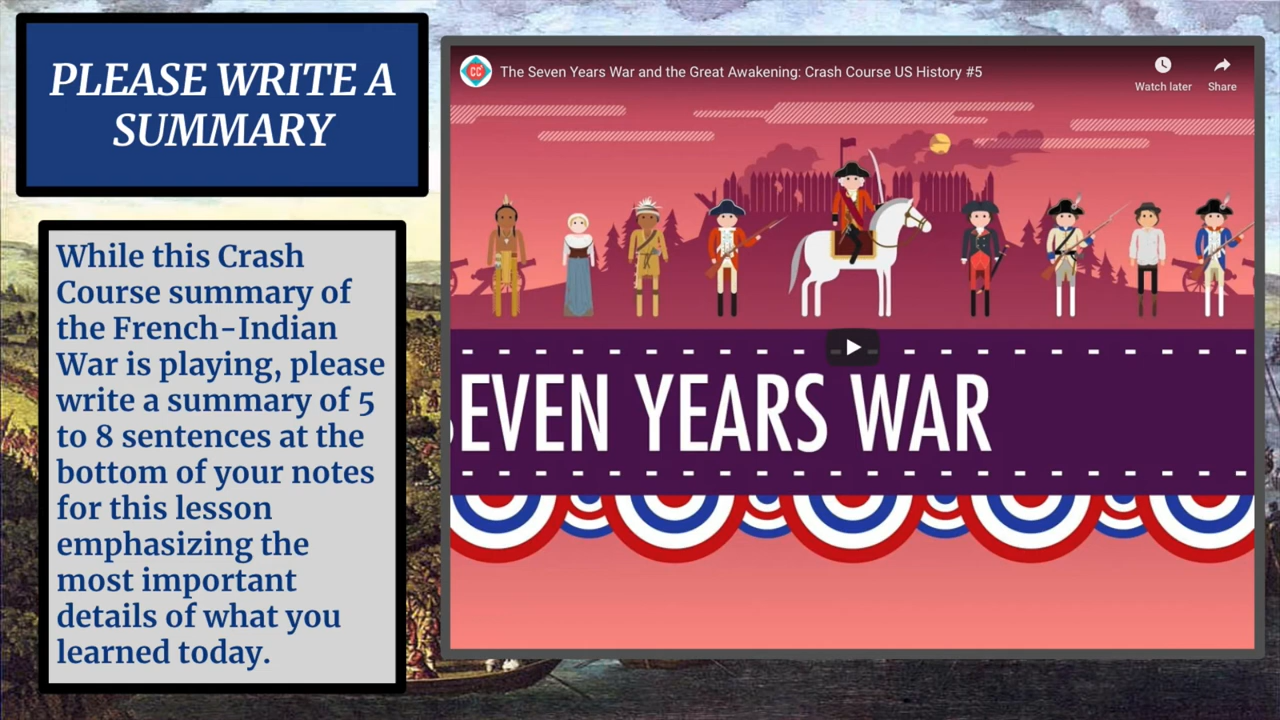 PLEASE WRITE A
SUMMARY
While this Crash
Course summary of
the French-Indian
War is playing, please
write a summary of 5
to 8 sentences at the
bottom of your notes
for this lesson
emphasizing the
most important
details of what you
learned today.
CC
The Seven Years War and the Great Awakening: Crash Course US History #5
Watch later
Share
SEVEN YEARS WAR